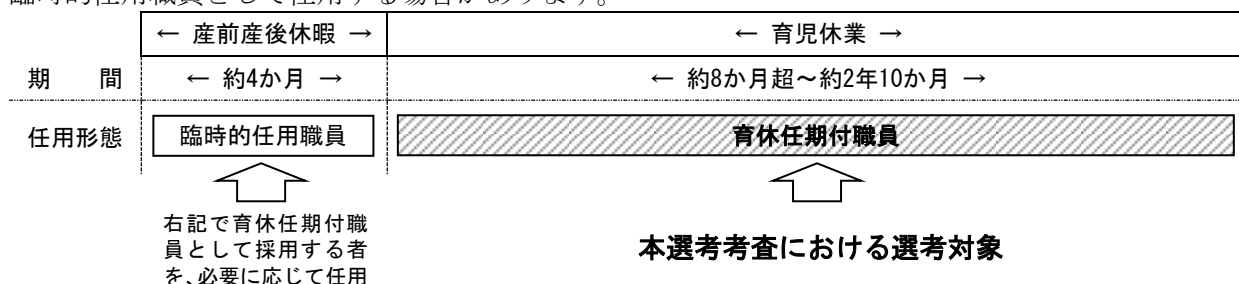 臨時的任用職員として任用する場合があります。
← 産前産後休暇 → ← 育児休業 →
期 間 ← 約4か月 → ← 約8か月超～約2年10か月 →
任用形態 臨時的任用職員 育休任期付職員
右記で育休任期付職
員として採用する者
を、必要に応じて任用
本選考考査における選考対象